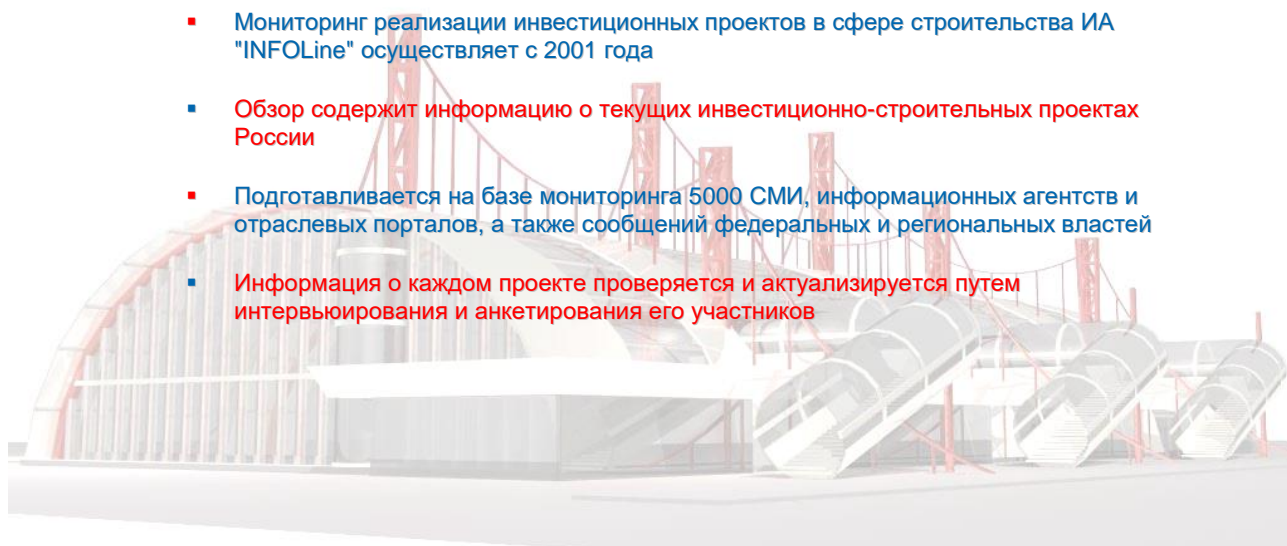 ▪ Мониторинг реализации инвестиционных проектов в сфере строительства ИА
"INFOLine" осуществляет с 2001 года
▪ Обзор содержит информацию о текущих инвестиционно-строительных проектах
России
▪ Подготавливается на базе мониторинга 5000 СМИ, информационных агентств и
отраслевых порталов, а также сообщений федеральных и региональных властей
▪ Информация о каждом проекте проверяется и актуализируется путем
интервьюирования и анкетирования его участников